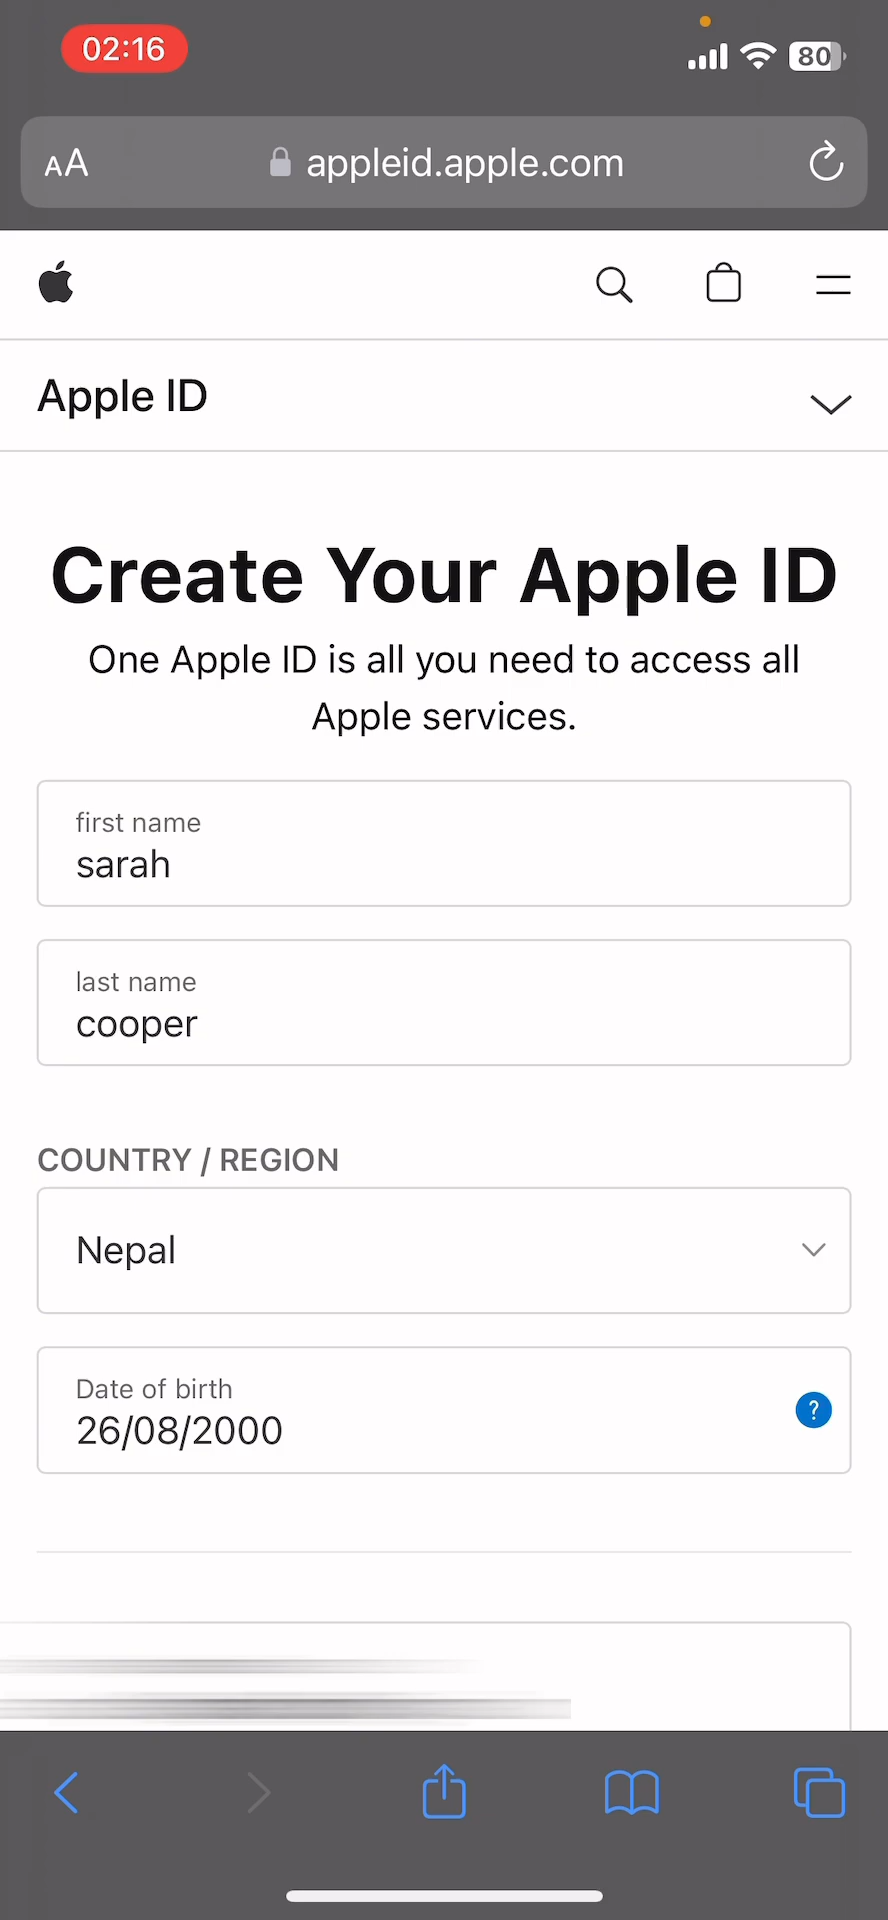 02:16
80
AA
appleid.apple.com
Apple ID
Create Your Apple ID
One Apple ID is all you need to access all
Apple services.
first name
sarah
last name
cooper
COUNTRY / REGION
Nepal
Date of birth
26/08/2000
?